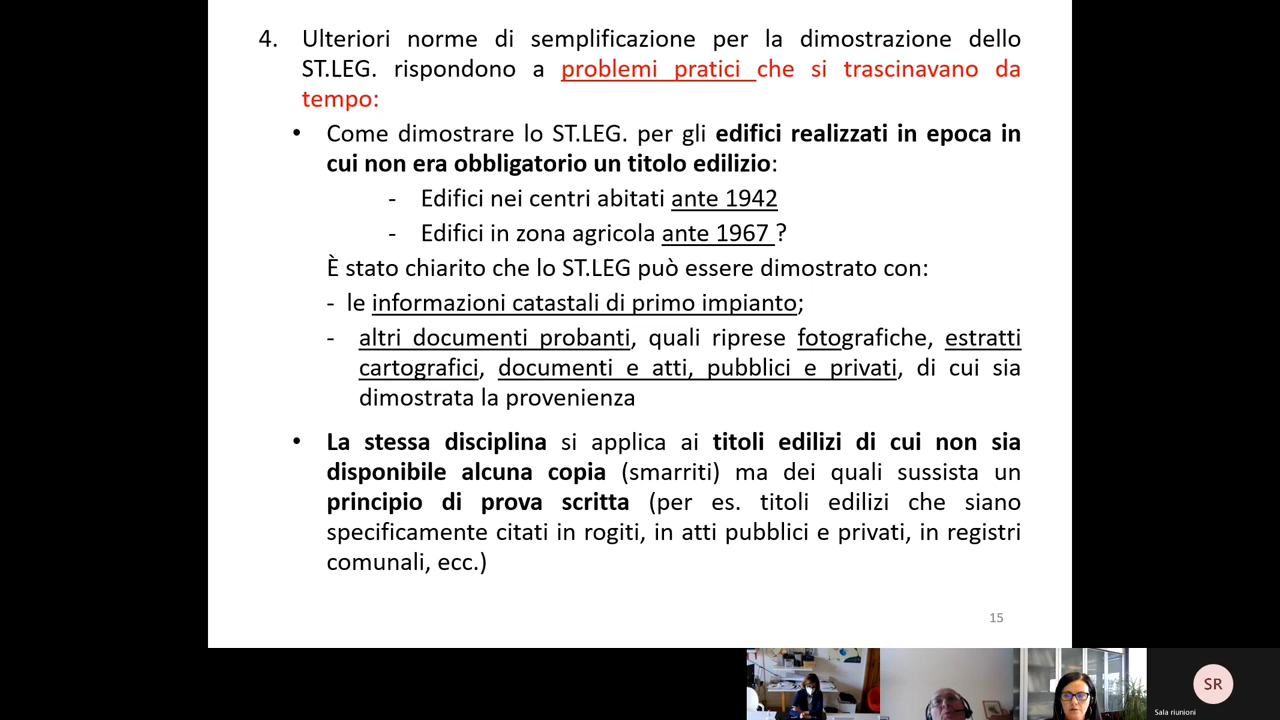 4. Ulteriori norme di semplificazione per la dimostrazione dello
ST.LEG. rispondono a problemi pratici che si trascinavano da
tempo:
• Come dimostrare lo ST.LEG. per gli edifici realizzati in epoca in
cui non era obbligatorio un titolo edilizio:
- Edifici nei centri abitati ante 1942
- Edifici in zona agricola ante 1967 ?
È stato chiarito che lo ST.LEG può essere dimostrato con:
- le informazioni catastali di primo impianto;
- altri documenti probanti, quali riprese fotografiche, estratti
cartografici, documenti e atti, pubblici e privati, di cui sia
dimostrata la provenienza
• La stessa disciplina si applica ai titoli edilizi di cui non sia
disponibile alcuna copia (smarriti) ma dei quali sussista un
principio di prova scritta (per es. titoli edilizi che siano
specificamente citati in rogiti, in atti pubblici e privati, in registri
comunali, ecc.)
15
SR
Sala riunioni